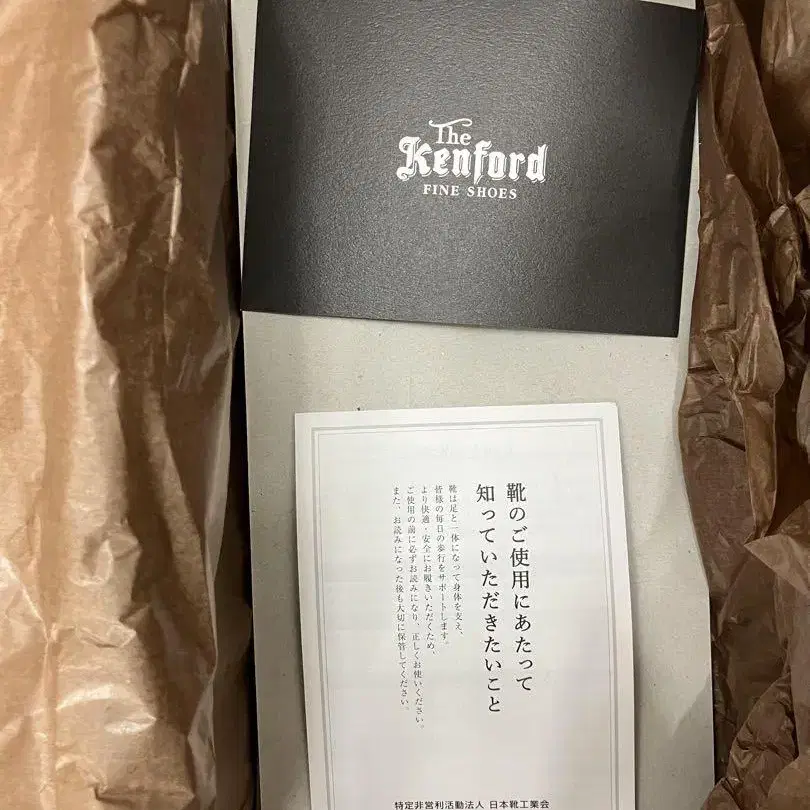 The
Kenford
FINE SHOES
靴のご使用にあたって
知っていただきたいこと
靴は足と一体になって身体を支え、
皆様の毎日の歩行をサポートします。
より快適・安全にお履きいただくため、
ご使用の前に必ずお読みになり、正しくお使いください。
また、お読みになった後も大切に保管してください。
特定非営利活動法人 日本靴工業会